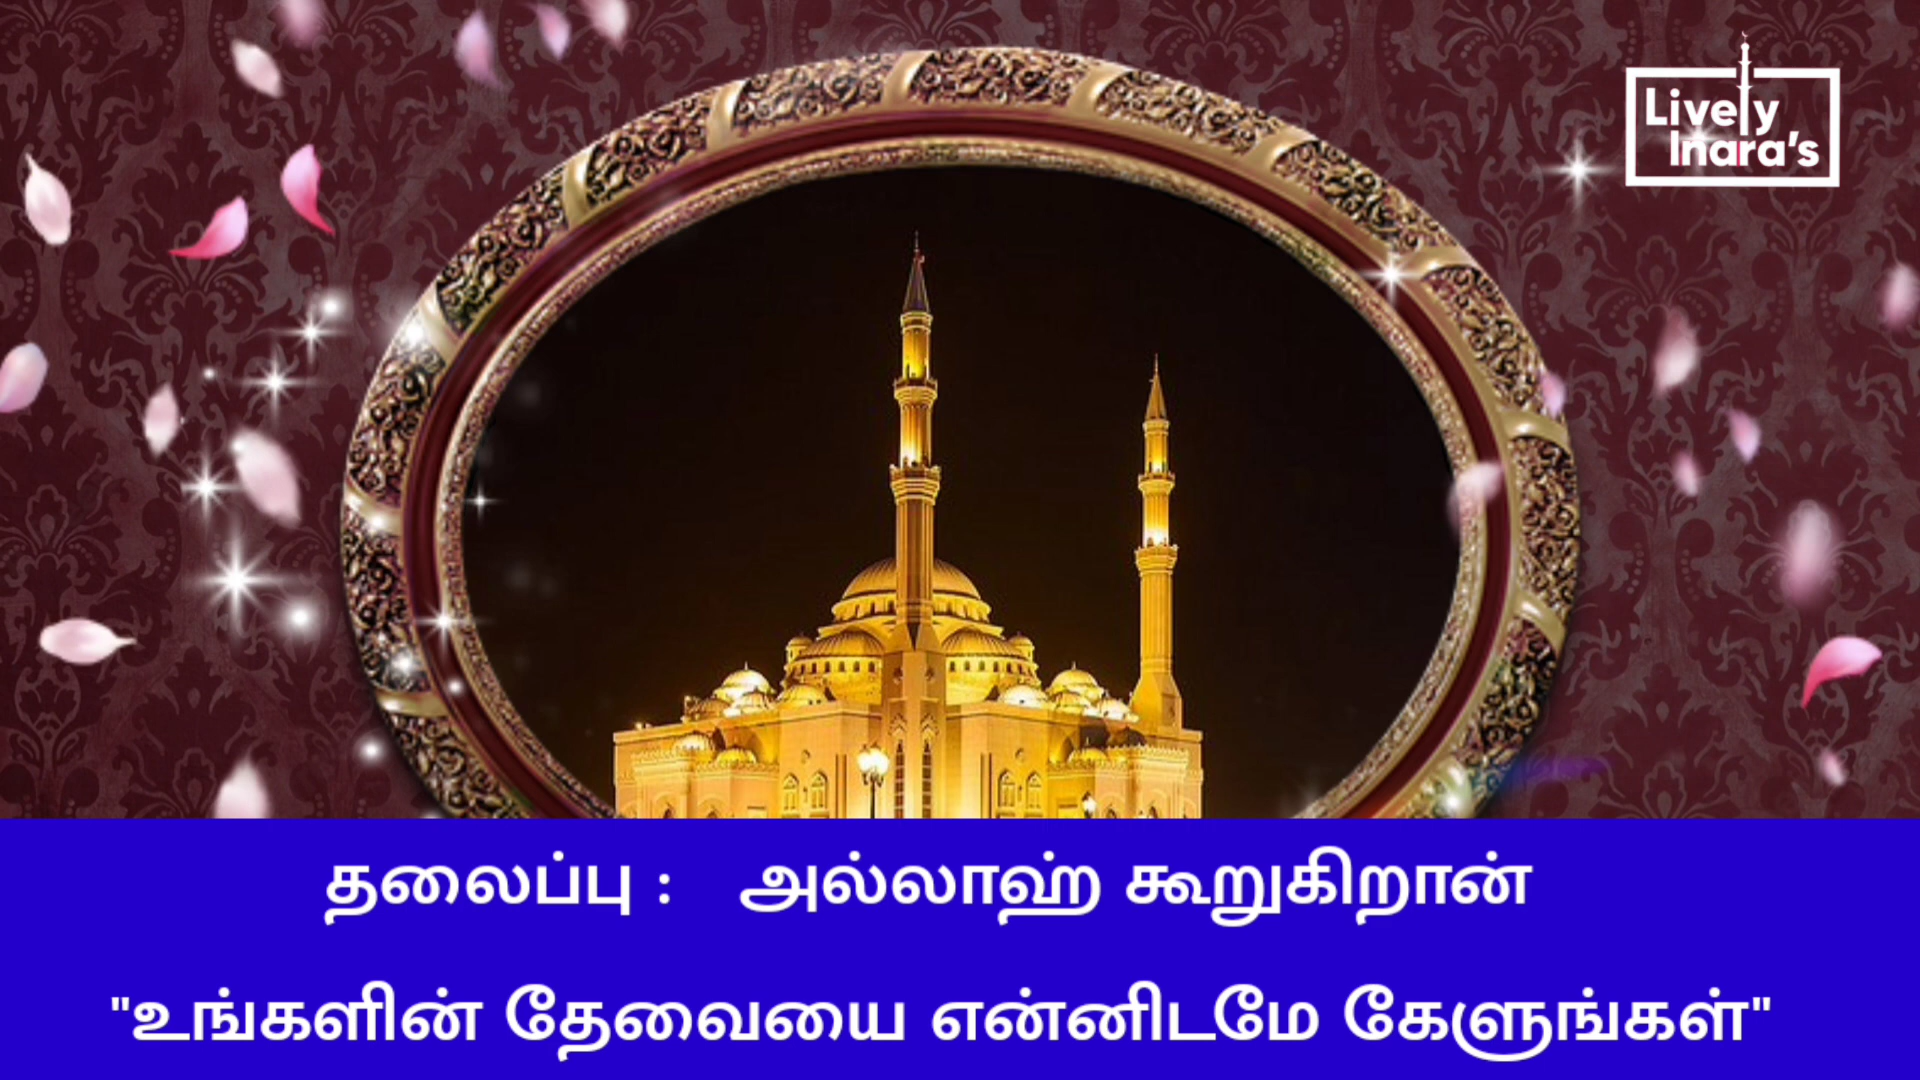 Lively
Inara's
தலைப்பு : அல்லாஹ் கூறுகிறான்
"உங்களின் தேவையை என்னிடமே கேளுங்கள்"